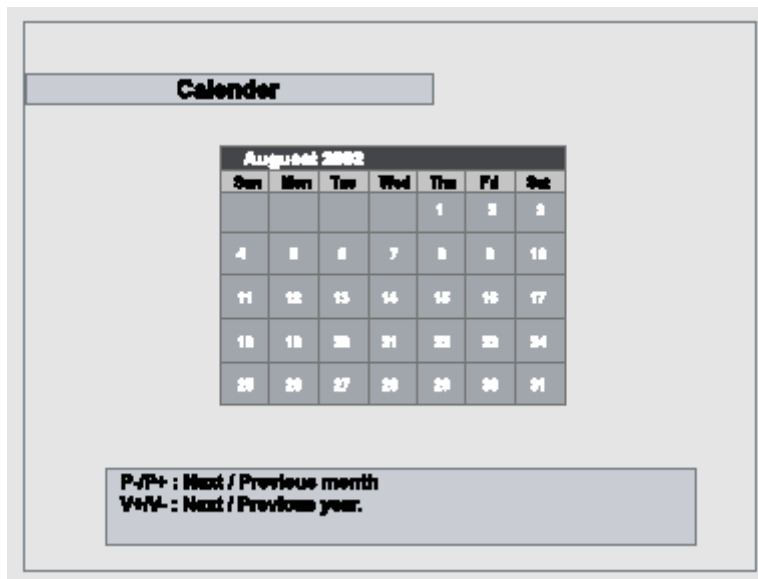 Calender
Auguest 2002
Sun Mon Tue Wed Thu Fri Sat
1 2 3
4 5 6 7 8 9 10
11 12 13 14 15 16 17
18 19 20 21 22 23 24
25 26 27 28 29 30 31
P-/P+ : Next / Previous month
V+/V- : Next / Previous year.